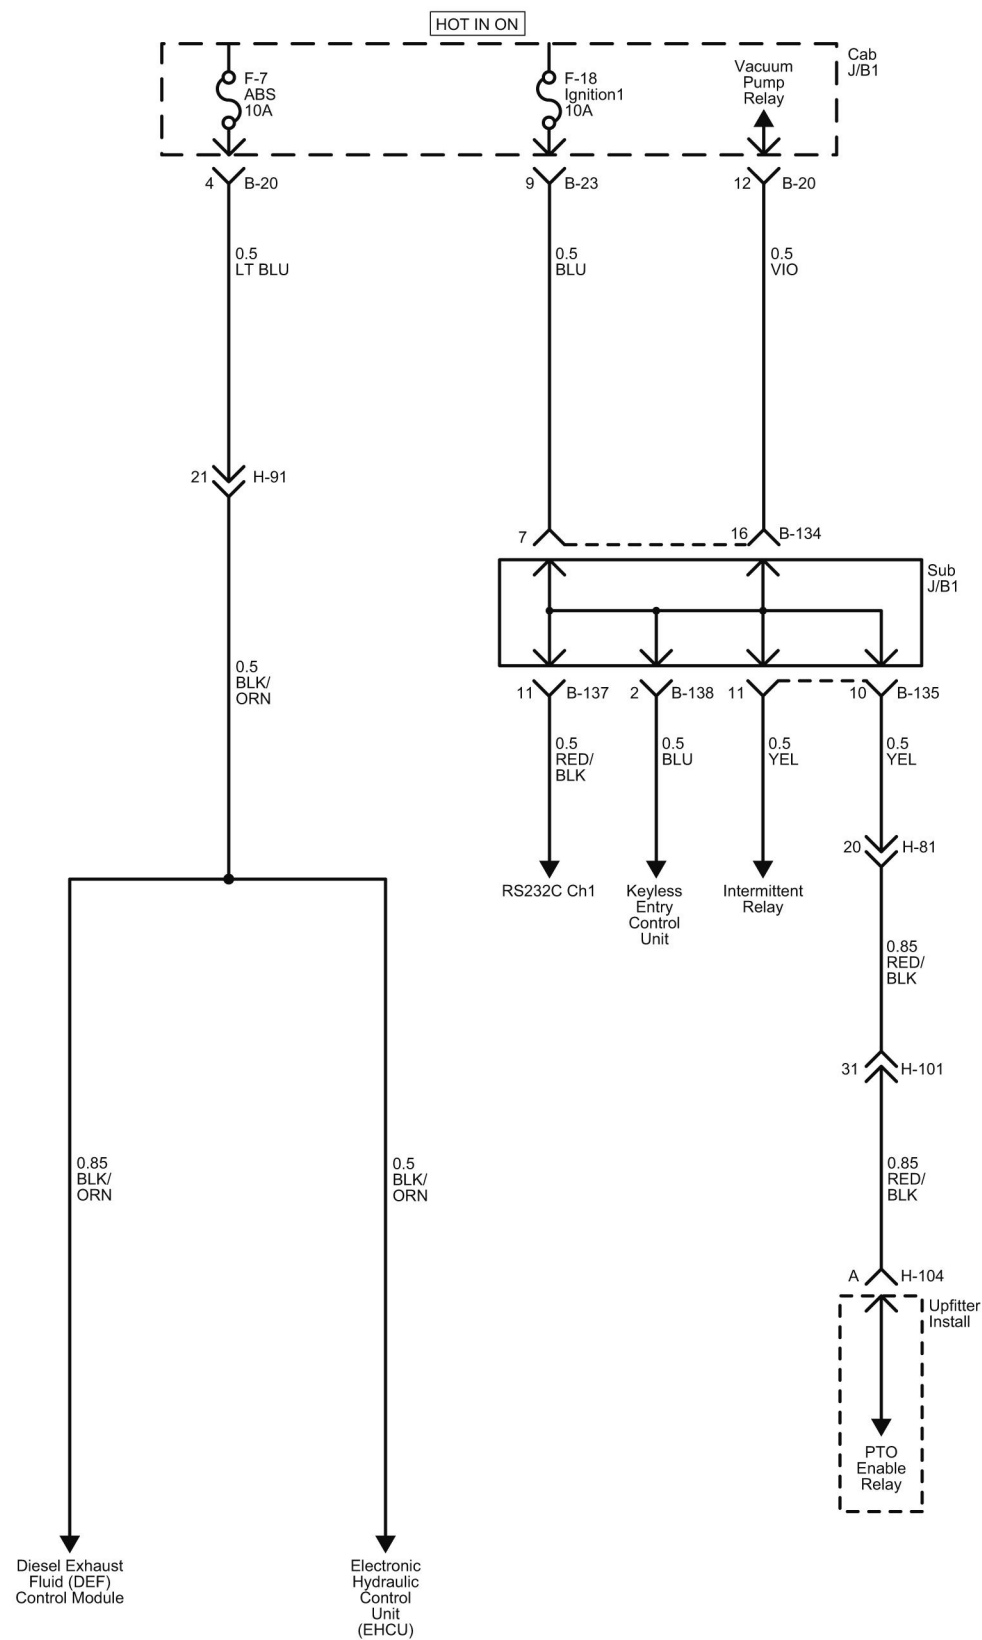 HOT IN ON
Cab
J/B1
F-7
ABS
10A
F-18
Ignition1
10A
Vacuum
Pump
Relay
4 B-20
9 B-23
12 B-20
0.5
LT BLU
0.5
BLU
0.5
VIO
21 H-91
7
16 B-134
Sub
J/B1
0.5
BLK/
ORN
11 B-137
2 B-138
11
10 B-135
0.5
RED/
BLK
0.5
BLU
0.5
YEL
0.5
YEL
20 H-81
RS232C Ch1
Keyless
Entry
Control
Unit
Intermittent
Relay
0.85
RED/
BLK
31 H-101
0.85
BLK/
ORN
0.5
BLK/
ORN
0.85
RED/
BLK
A H-104
Upfitter
Install
PTO
Enable
Relay
Diesel Exhaust
Fluid (DEF)
Control Module
Electronic
Hydraulic
Control
Unit
(EHCU)